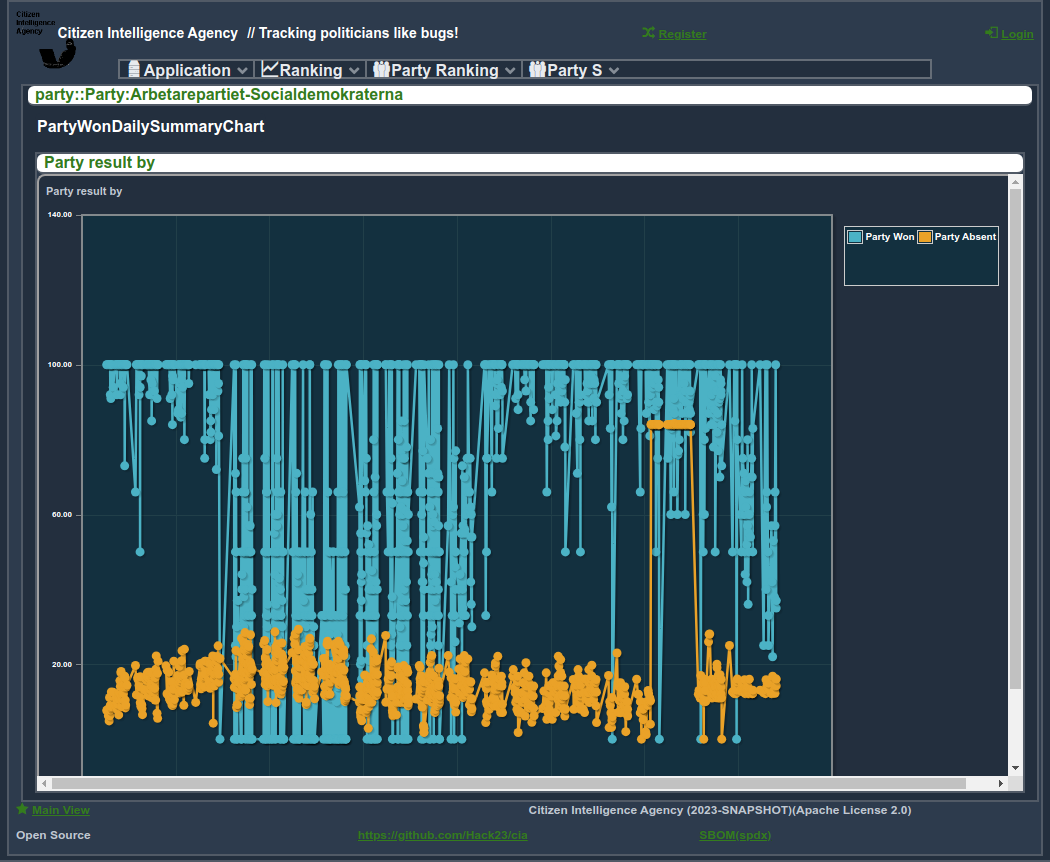 Citizen
Intelligence
Agency
Citizen Intelligence Agency // Tracking politicians like bugs!
Register
Login
Application
Ranking
Party Ranking
Party S
party::Party:Arbetarepartiet-Socialdemokraterna
PartyWonDailySummaryChart
Party result by
Party result by
140.00
Party Won
Party Absent
100.00
60.00
20.00
Main View
Citizen Intelligence Agency (2023-SNAPSHOT)(Apache License 2.0)
Open Source
https://github.com/Hack23/cia
SBOM(spdx)